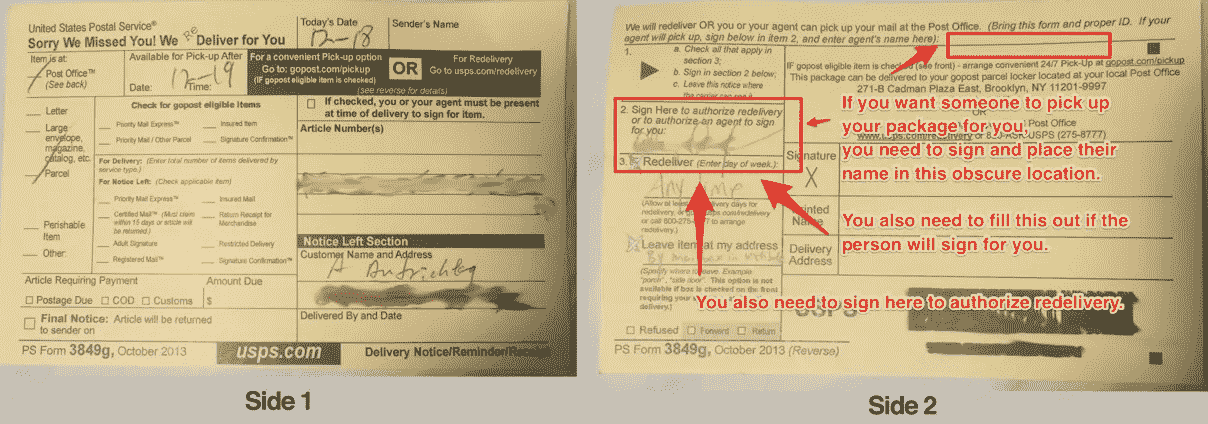 United States Postal Service®
Sorry We Missed You! We Re Deliver for You
Today's Date
12-18
Sender's Name
Item is at:
Post Office™
(See back)
Available for Pick-up After
Date: 12-19 Time:
For a convenient Pick-up option
Go to: gopost.com/pickup
(IF gopost eligible item is checked)
OR
For Redelivery
Go to usps.com/redelivery
(see reverse for details)
Letter
Large
envelope,
magazine,
catalog, etc.
Parcel
Perishable
Item
Other:
Check for gopost eligible Items
Priority Mail Express™
Insured Item
Priority Mail / Other Parcel
Signature Confirmation™
For Delivery: (Enter total number of items delivered by
service type.)
For Notice Left: (Check applicable item)
Priority Mail Express™
Insured Mail
Certified Mail™ (Must claim
within 15 days or article will
be returned.)
Return Receipt for
Merchandise
Adult Signature
Restricted Delivery
Registered Mail™
Signature Confirmation™
If checked, you or your agent must be present
at time of delivery to sign for item.
Article Number(s)
Notice Left Section
Customer Name and Address
A Aufrichtig
Article Requiring Payment
Amount Due
Postage Due
COD
Customs
$
Final Notice: Article will be returned
to sender on
Delivered By and Date
PS Form 3849g, October 2013
usps.com
Delivery Notice/Reminder/Receipt
Side 1
We will redeliver OR you or your agent can pick up your mail at the Post Office. (Bring this form and proper ID. If your
agent will pick up, sign below in item 2, and enter agent's name here):
1.
a. Check all that apply in
section 3;
b. Sign in section 2 below;
c. Leave this notice where
the carrier can see it.
IF gopost eligible item is checked (see front) - arrange convenient 24/7 Pick-Up at gopost.com/pickup
This package can be delivered to your gopost parcel locker located at your local Post Office
271-B Cadman Plaza East, Brooklyn, NY 11201-9997
OR
Post Office
www.usps.com/redelivery or 800-ASK-USPS (275-8777)
2. Sign Here to authorize redelivery
or to authorize an agent to sign
for you:
3. Redeliver (Enter day of week.):
Any time
(Allow at least delivery days for
redelivery, or usps.com/redelivery
or call 800-275-8777 to arrange
redelivery.)
Leave item at my address
By mailbox in
(Specify where to leave. Example
"porch", "side door". This option is not
available if box is checked on the front
requiring your
delivery.)
Refused
Forward
Return
Signature
X
Printed
Name
Delivery
Address
USPS
PS Form 3849g, October 2013 (Reverse)
If you want someone to pick up
your package for you,
you need to sign and place their
name in this obscure location.
You also need to fill this out if the
person will sign for you.
You also need to sign here to authorize redelivery.
Side 2